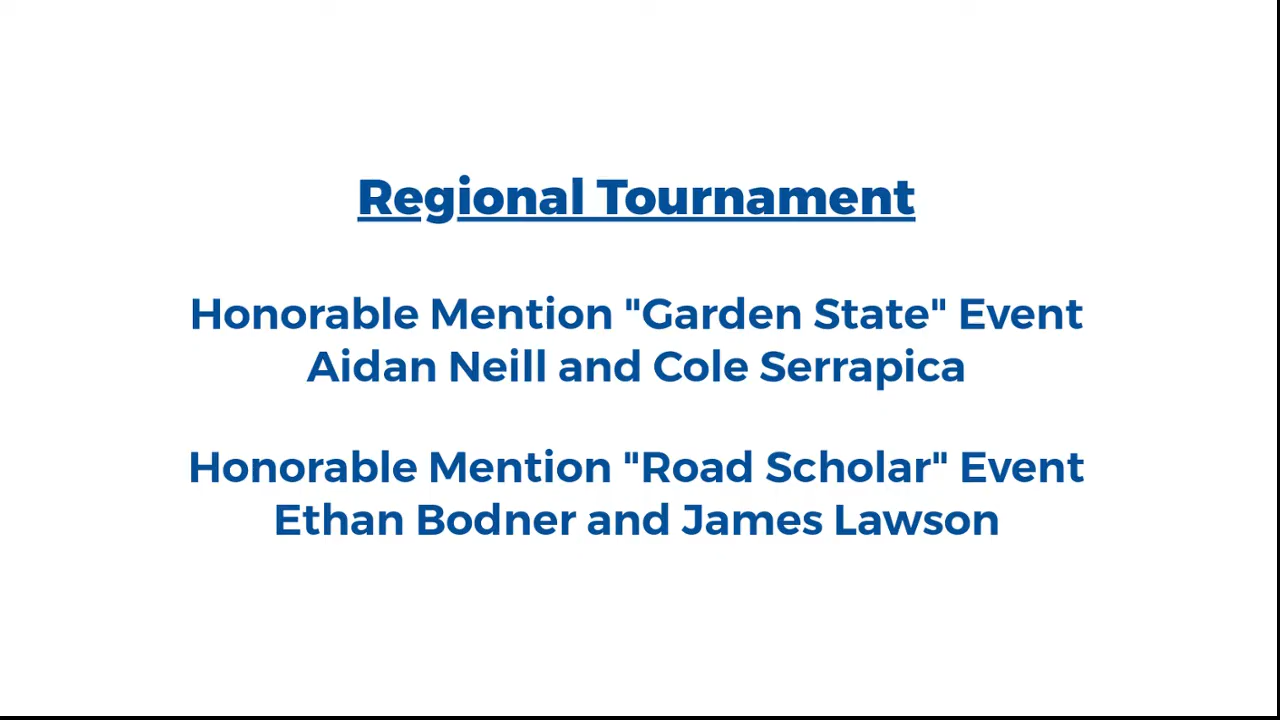 Regional Tournament
Honorable Mention "Garden State" Event
Aidan Neill and Cole Serrapica
Honorable Mention "Road Scholar" Event
Ethan Bodner and James Lawson